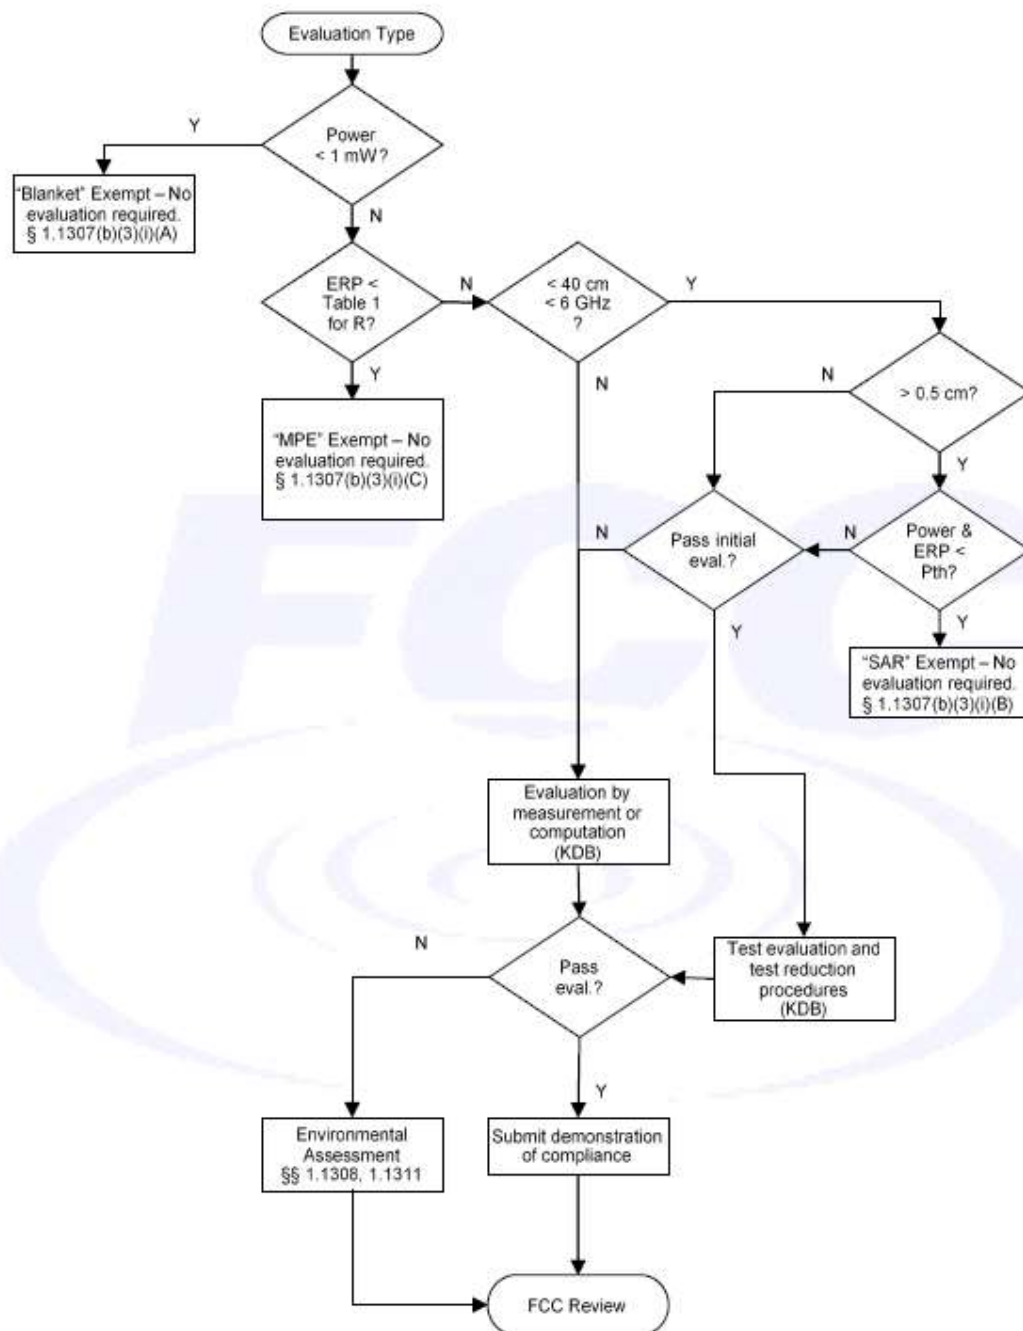 Evaluation Type
Y
Power
< 1 mW?
"Blanket" Exempt – No
evaluation required.
§ 1.1307(b)(3)(i)(A)
N
ERP <
Table 1
for R?
N
< 40 cm
< 6 GHz
?
Y
Y
N
N
> 0.5 cm?
"MPE" Exempt – No
evaluation required.
§ 1.1307(b)(3)(i)(C)
Y
N
Pass initial
eval.?
N
Power &
ERP <
Pth?
Y
Y
"SAR" Exempt – No
evaluation required.
§ 1.1307(b)(3)(i)(B)
FCC
Evaluation by
measurement or
computation
(KDB)
N
Pass
eval.?
Test evaluation and
test reduction
procedures
(KDB)
Y
Environmental
Assessment
§§ 1.1308, 1.1311
Submit demonstration
of compliance
FCC Review